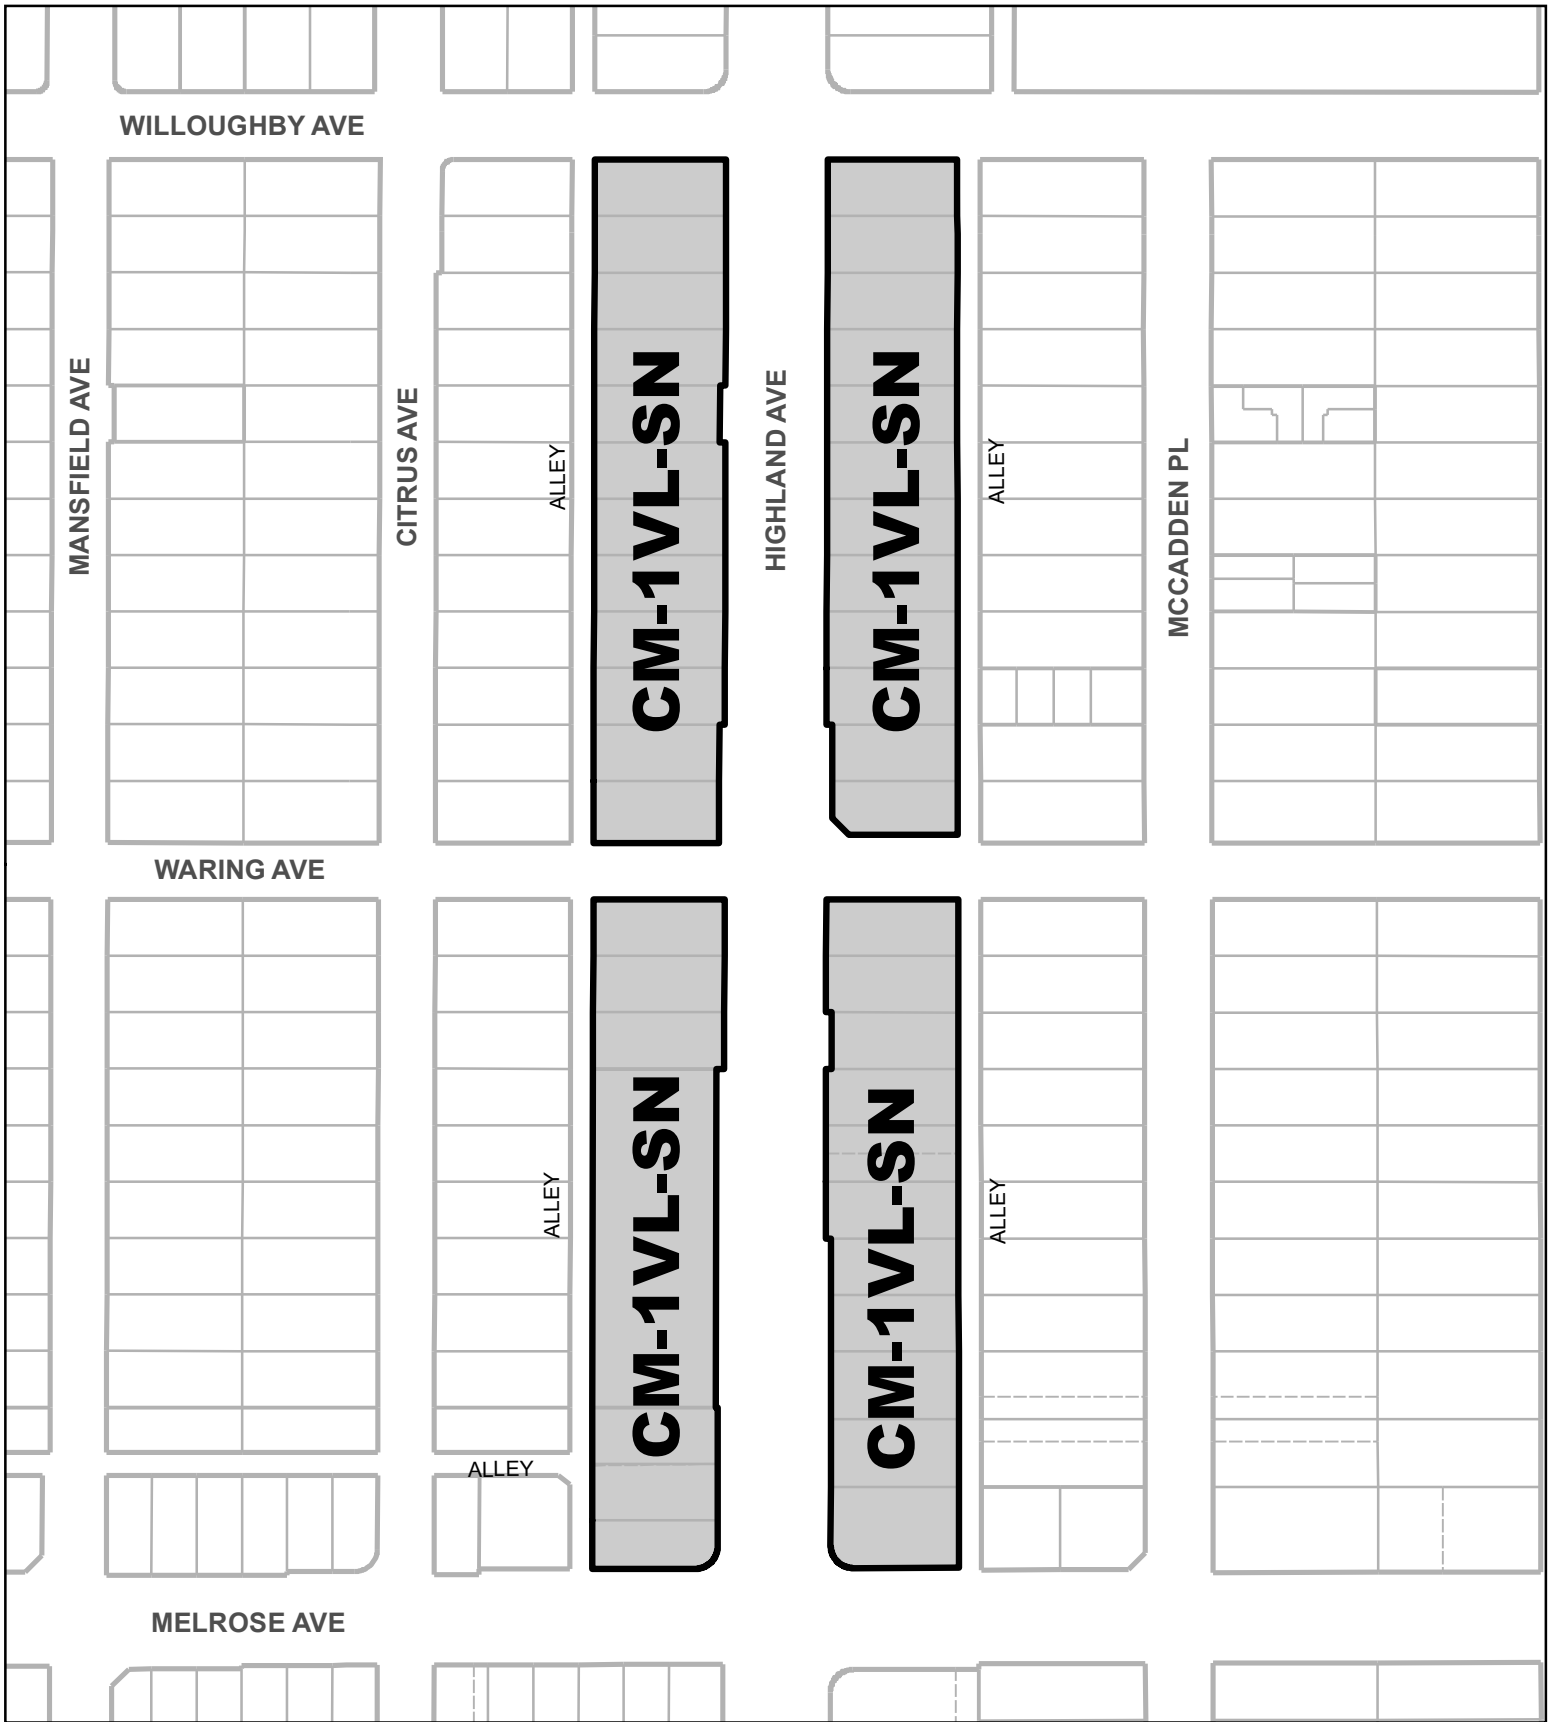 WILLOUGHBY AVE
MANSFIELD AVE
CITRUS AVE
ALLEY
CM-1VL-SN
HIGHLAND AVE
CM-1VL-SN
ALLEY
MCCADDEN PL
WARING AVE
ALLEY
CM-1VL-SN
CM-1VL-SN
ALLEY
ALLEY
MELROSE AVE